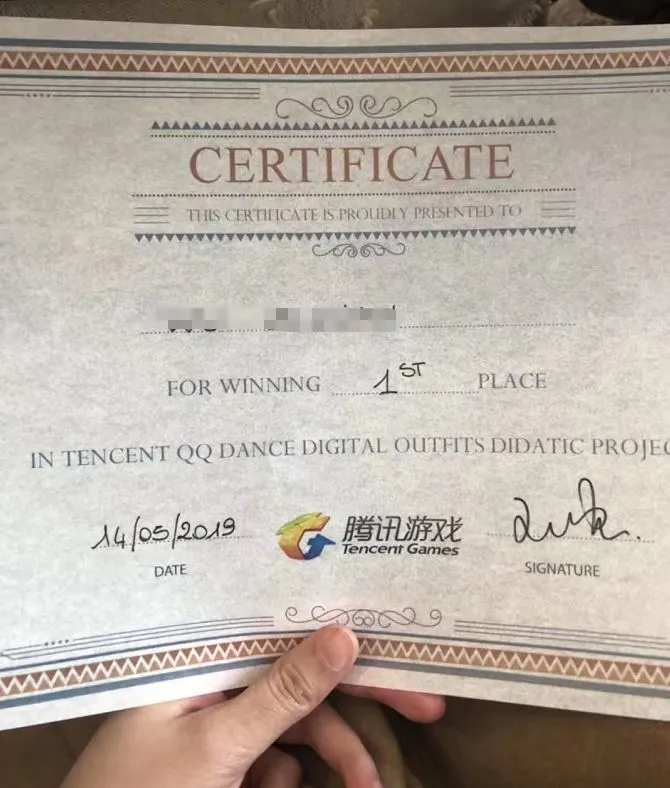 CERTIFICATE
THIS CERTIFICATE IS PROUDLY PRESENTED TO
FOR WINNING 1ST PLACE
IN TENCENT QQ DANCE DIGITAL OUTFITS DIDATIC PROJEC
14/05/2019
腾讯游戏
Tencent Games
DATE
SIGNATURE